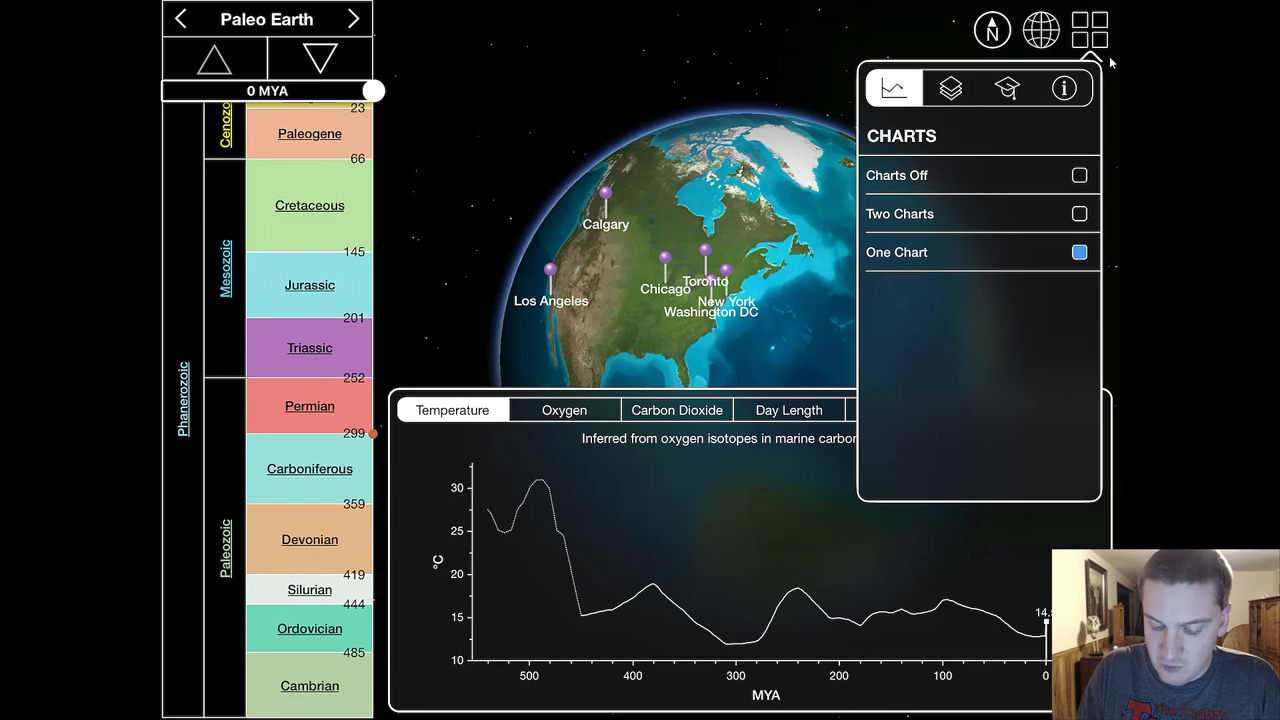 Paleo Earth
0 MYA
23
Paleogene
66
Cretaceous
145
Jurassic
201
Triassic
252
Permian
299
Carboniferous
359
Devonian
419
Silurian
444
Ordovician
485
Cambrian
Mesozoic
Paleozoic
Phanerozoic
N
Calgary
Los Angeles
Chicago
Toronto
New York
Washington DC
i
CHARTS
Charts Off
Two Charts
One Chart
Temperature Oxygen Carbon Dioxide Day Length
Inferred from oxygen isotopes in marine
°C
30
25
20
15
10
500 400 300 200 100 0
MYA